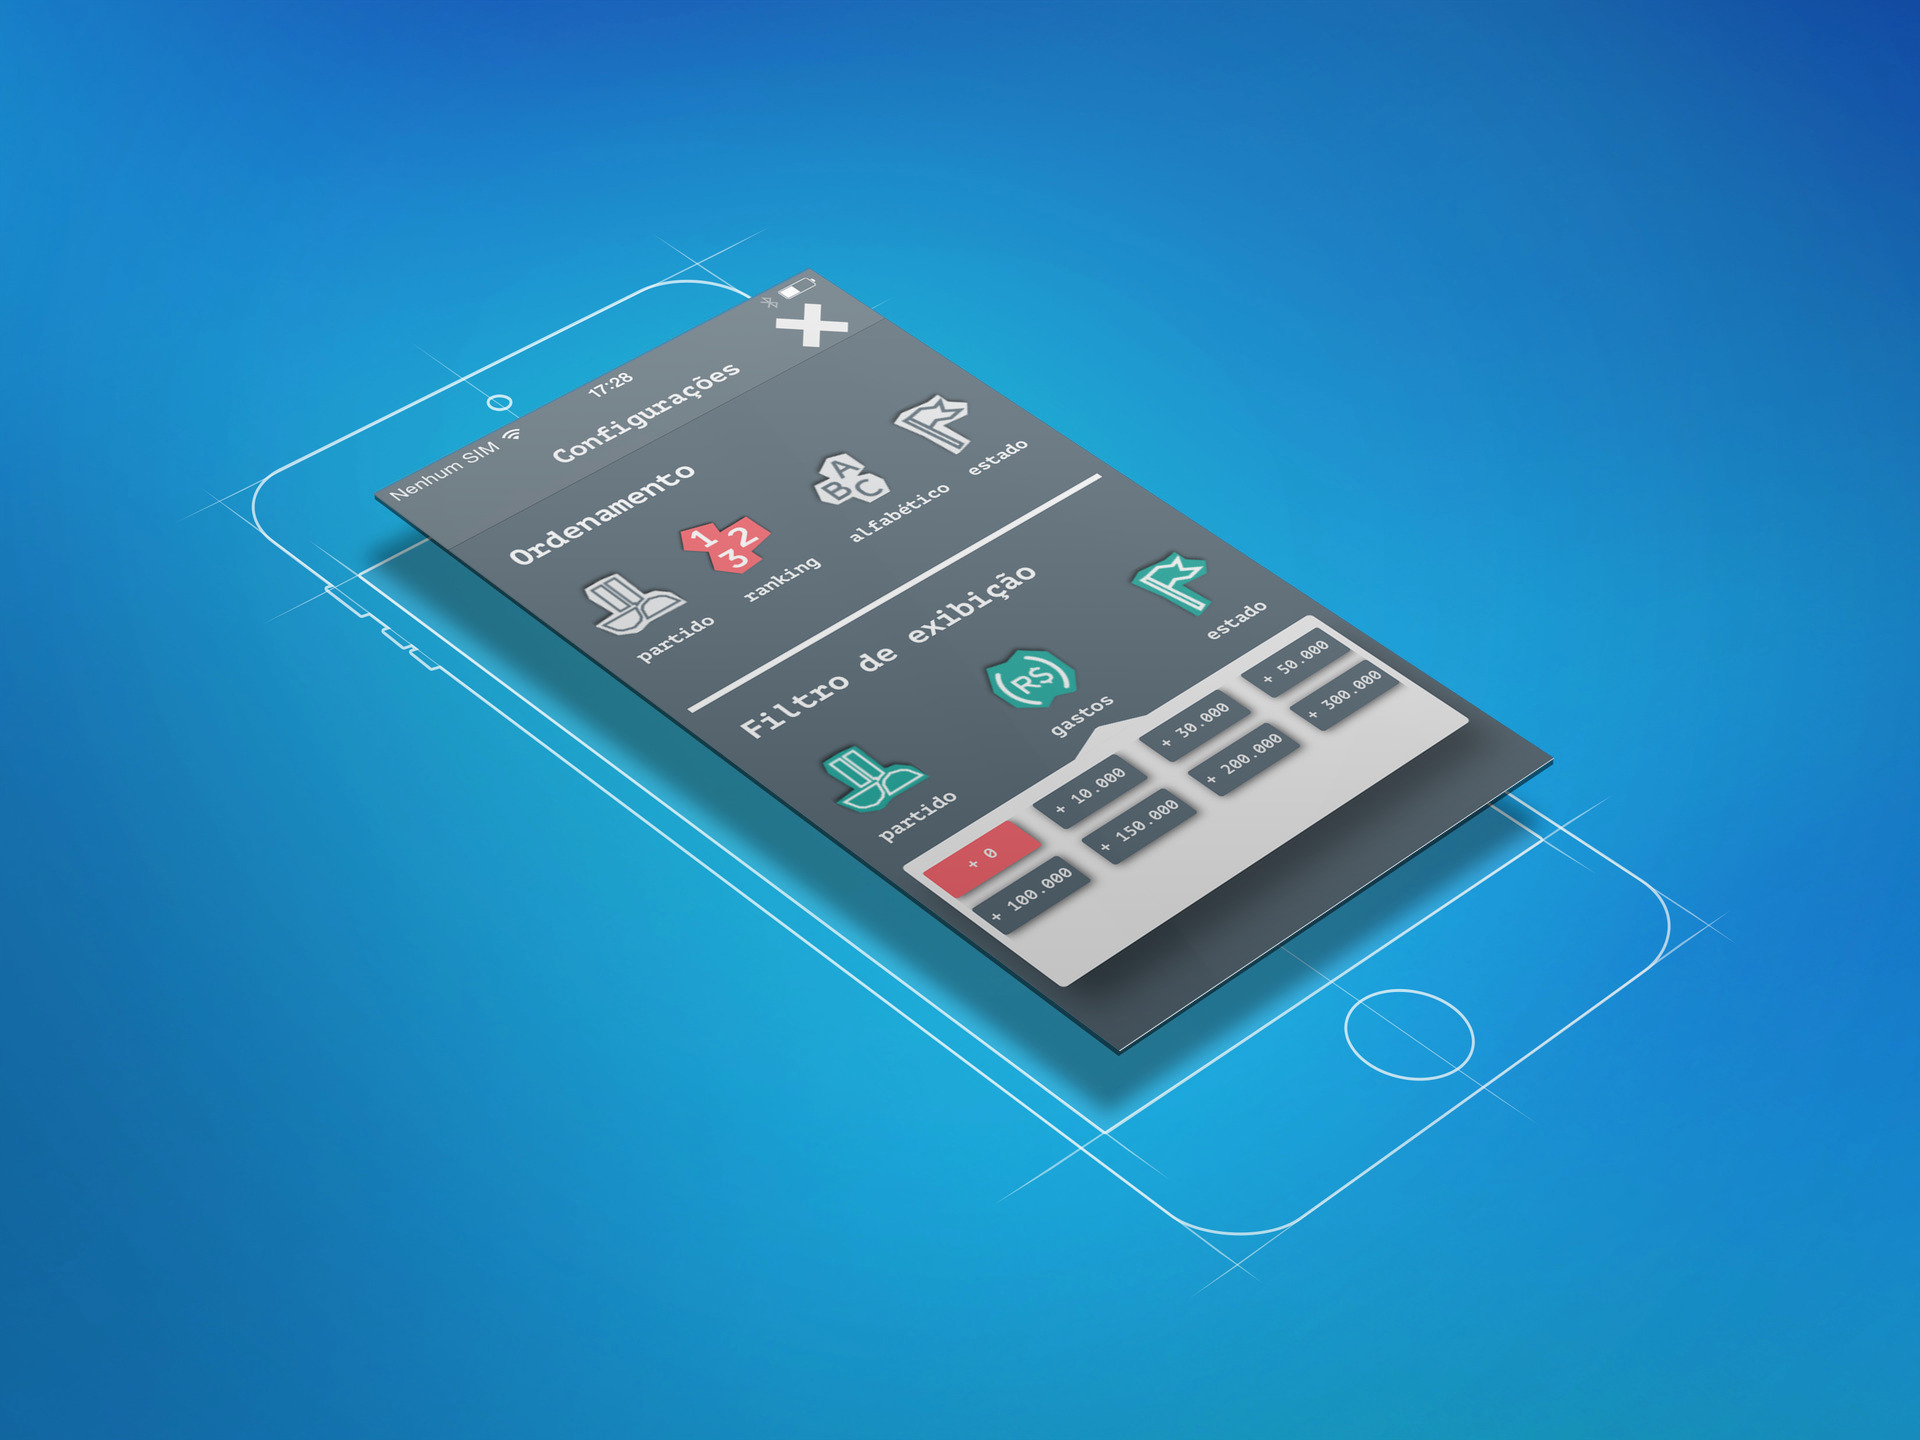 Nenhum SIM 17:28
Configurações
Ordenamento
1 2 3
A B C
partido ranking alfabético estado
Filtro de exibição
R$
partido gastos estado
+ 0 + 10.000 + 30.000 + 50.000
+ 100.000 + 150.000 + 200.000 + 300.000